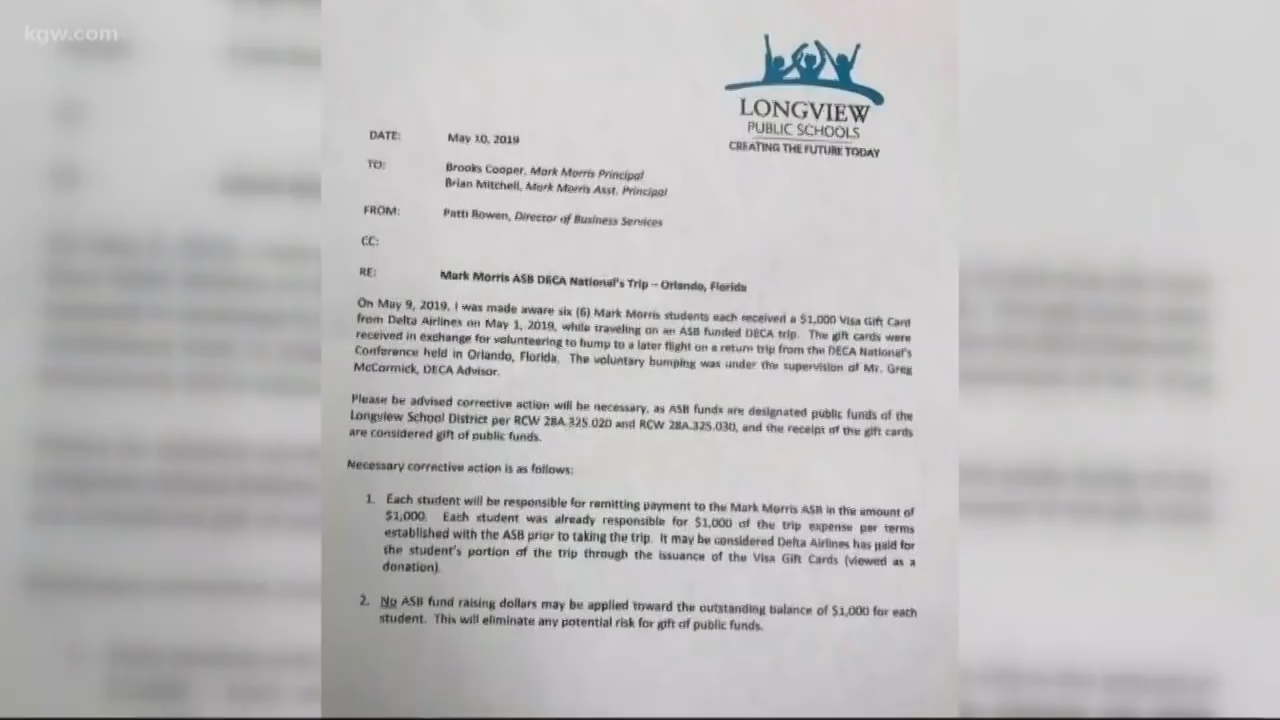 kgw.com
LONGVIEW
PUBLIC SCHOOLS
CREATING THE FUTURE TODAY
DATE: May 10, 2019
TO: Brooks Cooper, Mark Morris Principal
Brian Mitchell, Mark Morris Asst. Principal
FROM: Patti Bowen, Director of Business Services
CC:
RE: Mark Morris ASB DECA National's Trip – Orlando, Florida
On May 9, 2019, I was made aware six (6) Mark Morris students each received a $1,000 Visa Gift Card
from Delta Airlines on May 1, 2019, while traveling on an ASB funded DECA trip. The gift cards were
received in exchange for volunteering to bump to a later flight on a return trip from the DECA National's
Conference held in Orlando, Florida. The voluntary bumping was under the supervision of Mr. Greg
McCormick, DECA Advisor.
Please be advised corrective action will be necessary, as ASB funds are designated public funds of the
Longview School District per RCW 28A.325.020 and RCW 28A.325.030, and the receipt of the gift cards
are considered gift of public funds.
Necessary corrective action is as follows:
1. Each student will be responsible for remitting payment to the Mark Morris ASB in the amount of
$1,000. Each student was already responsible for $1,000 of the trip expense per terms
established with the ASB prior to taking the trip. It may be considered Delta Airlines has paid for
the student's portion of the trip through the issuance of the Visa Gift Cards (viewed as a
donation).
2. No ASB fund raising dollars may be applied toward the outstanding balance of $1,000 for each
student. This will eliminate any potential risk for gift of public funds.